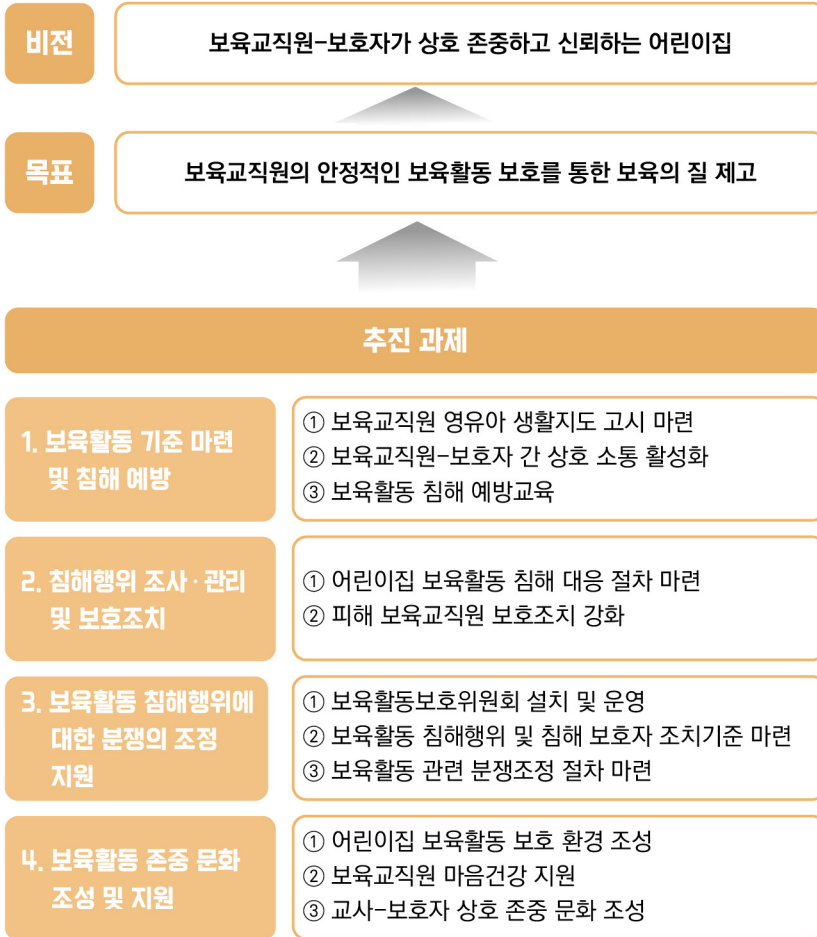 비전
보육교직원-보호자가 상호 존중하고 신뢰하는 어린이집
목표
보육교직원의 안정적인 보육활동 보호를 통한 보육의 질 제고
추진 과제
1. 보육활동 기준 마련
및 침해 예방
① 보육교직원 영유아 생활지도 고시 마련
② 보육교직원-보호자 간 상호 소통 활성화
③ 보육활동 침해 예방교육
2. 침해행위 조사·관리
및 보호조치
① 어린이집 보육활동 침해 대응 절차 마련
② 피해 보육교직원 보호조치 강화
3. 보육활동 침해행위에
대한 분쟁의 조정
지원
① 보육활동보호위원회 설치 및 운영
② 보육활동 침해행위 및 침해 보호자 조치기준 마련
③ 보육활동 관련 분쟁조정 절차 마련
4. 보육활동 존중 문화
조성 및 지원
① 어린이집 보육활동 보호 환경 조성
② 보육교직원 마음건강 지원
③ 교사-보호자 상호 존중 문화 조성